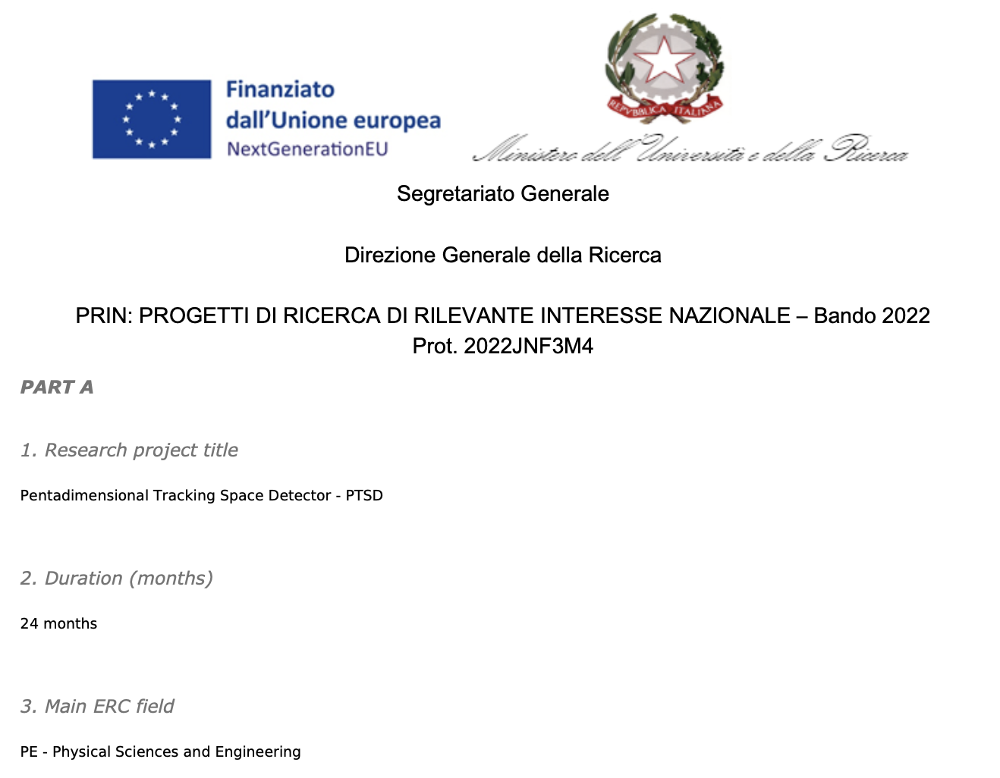 Finanziato
dall'Unione europea
NextGenerationEU
REPVBBLICA ITALIANA
Ministero dell'Università e della Ricerca
Segretariato Generale
Direzione Generale della Ricerca
PRIN: PROGETTI DI RICERCA DI RILEVANTE INTERESSE NAZIONALE – Bando 2022
Prot. 2022JNF3M4
PART A
1. Research project title
Pentadimensional Tracking Space Detector - PTSD
2. Duration (months)
24 months
3. Main ERC field
PE - Physical Sciences and Engineering